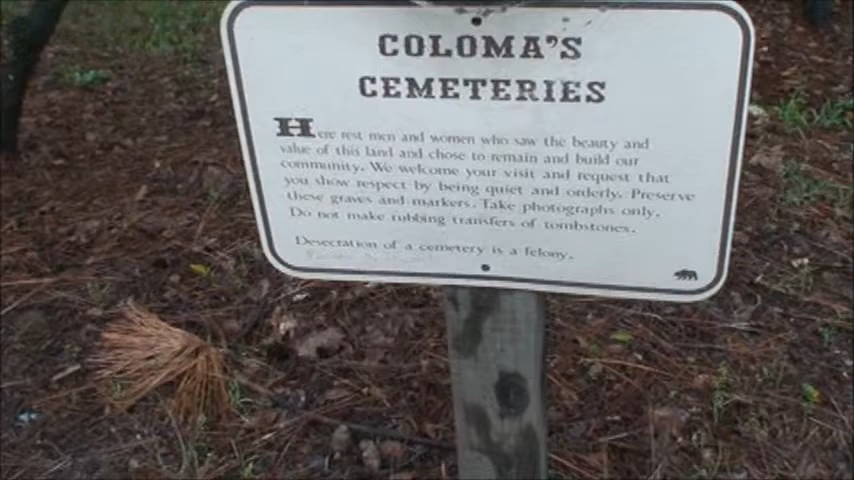 COLOMA'S
CEMETERIES
Here rest men and women who saw the beauty and
value of this land and chose to remain and build our
community. We welcome your visit and request that
you show respect by being quiet and orderly. Preserve
these graves and markers. Take photographs only.
Do not make rubbing transfers of tombstones.
Desecration of a cemetery is a felony.